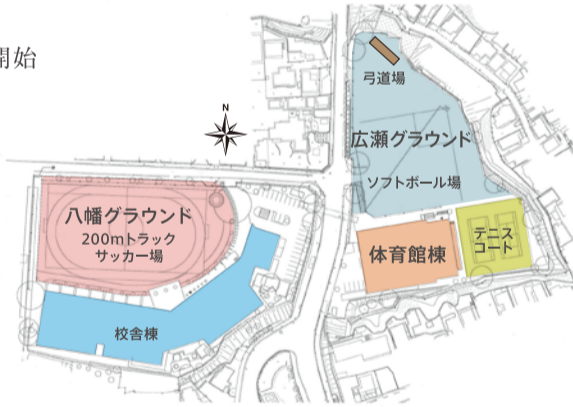 開始
N
弓道場
広瀬グラウンド
ソフトボール場
八幡グラウンド
200mトラック
サッカー場
体育館棟
テニス
コート
校舎棟